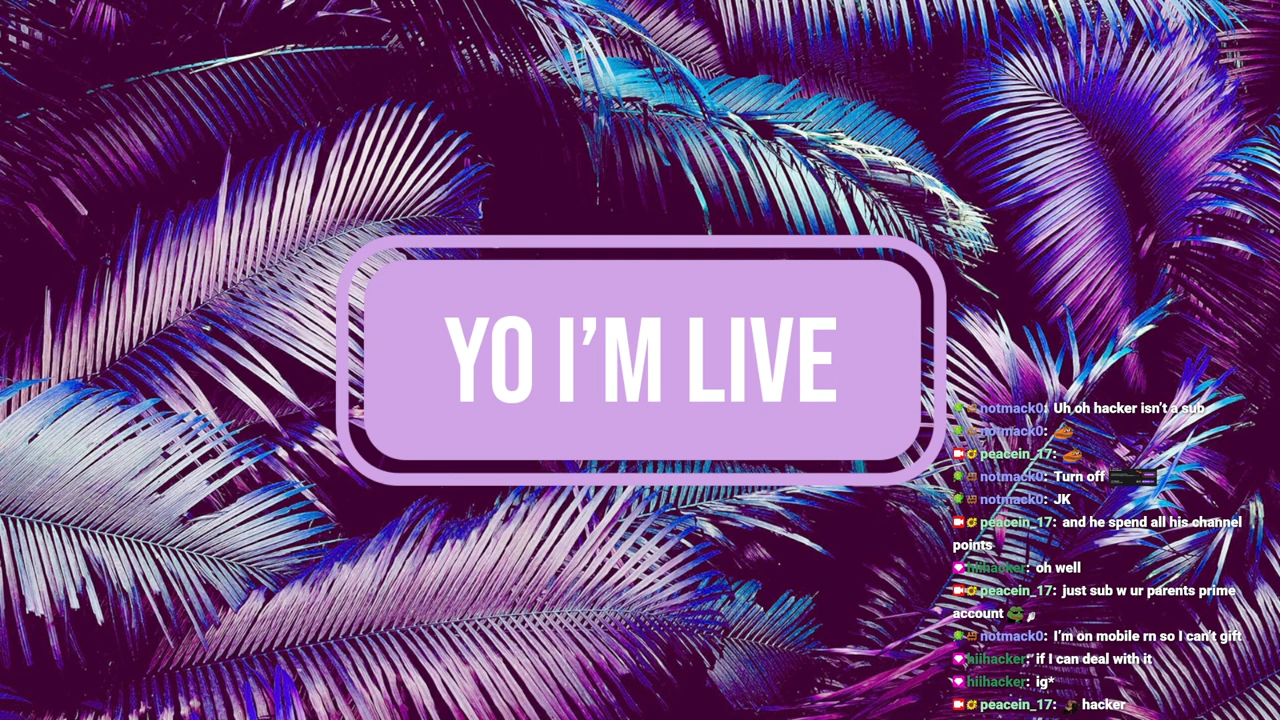 YO I'M LIVE
notmack0: Uh oh hacker isn't a sub
notmack0:
peacein_17:
notmack0: Turn off
notmack0: JK
peacein_17: and he spend all his channel
points
hiihacker: oh well
peacein_17: just sub w ur parents prime
account
notmack0: I'm on mobile rn so I can't gift
hiihacker: if I can deal with it
hiihacker: ig*
peacein_17: hacker